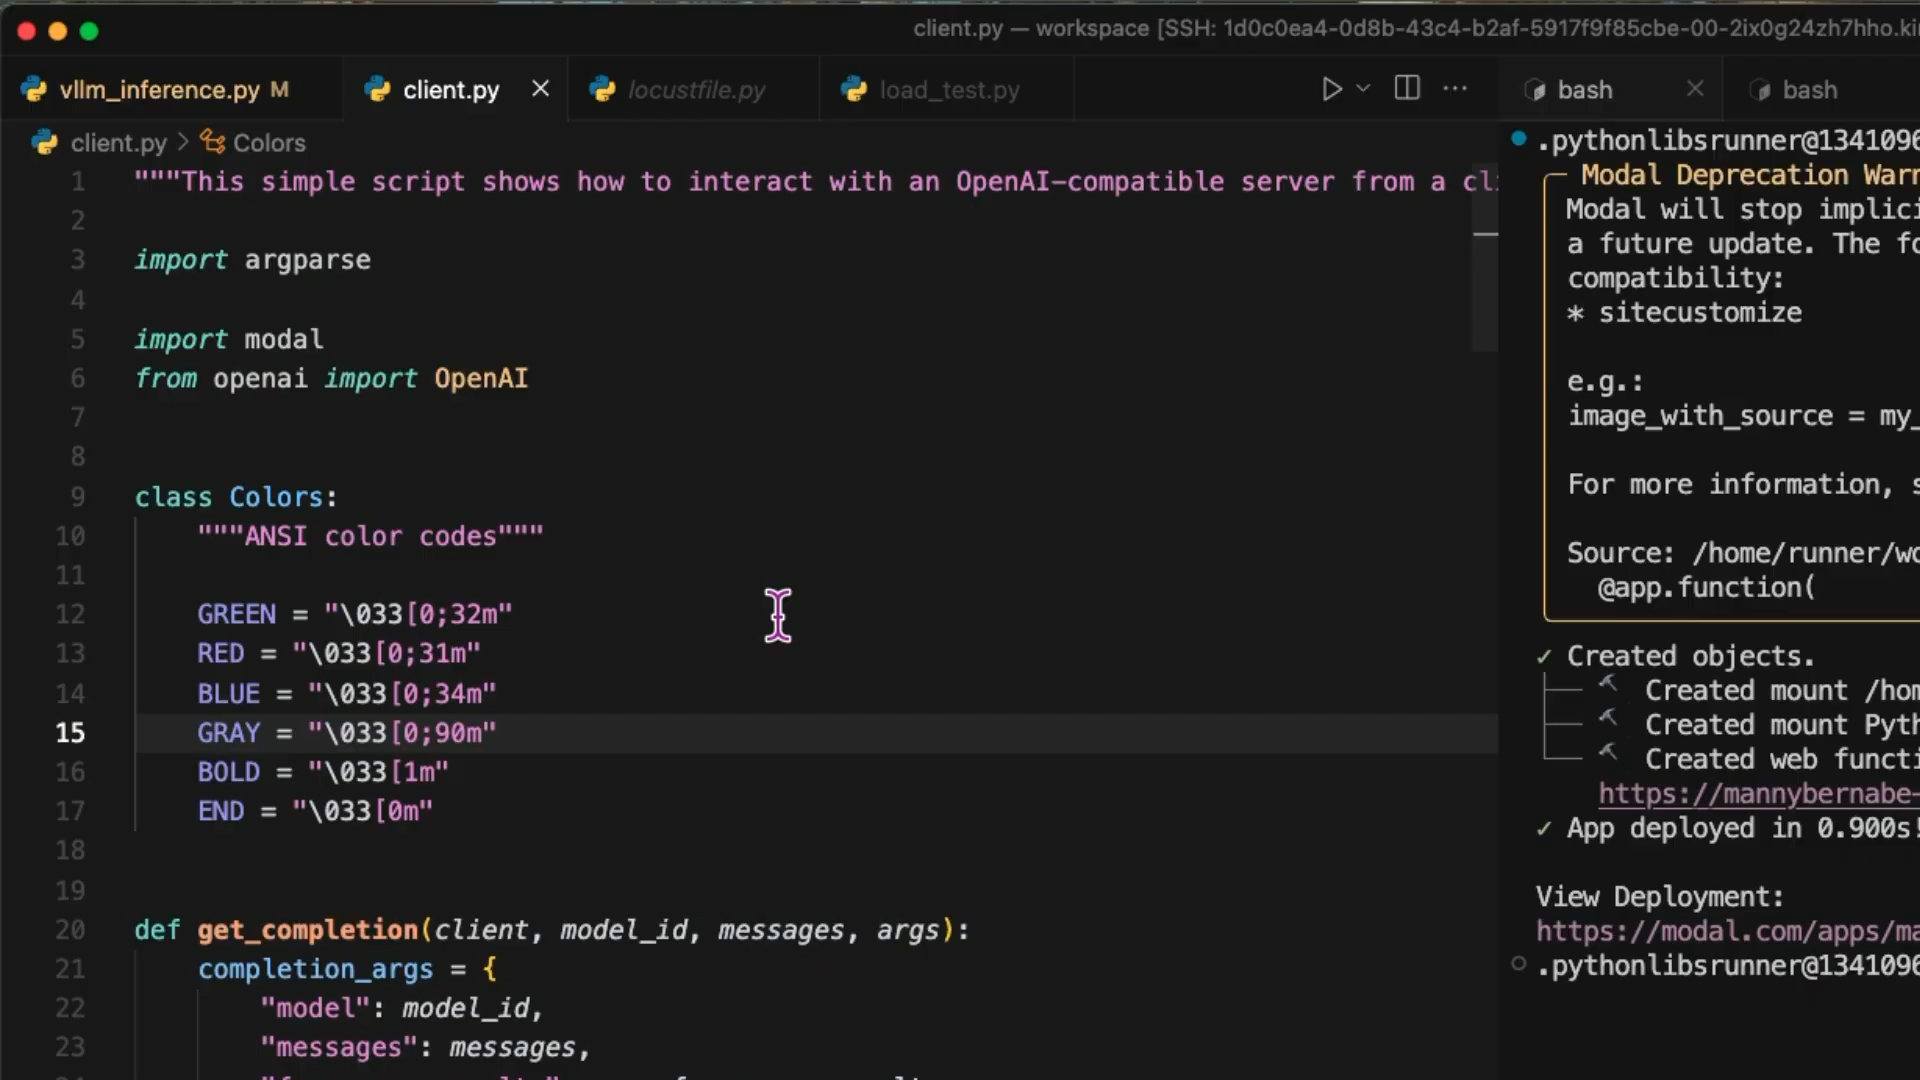 client.py — workspace [SSH: 1d0c0ea4-0d8b-43c4-b2af-5917f9f85cbe-00-2ix0g24zh7hho.kir
vllm_inference.py M
client.py
locustfile.py
load_test.py
bash
bash
client.py > Colors
1 """This simple script shows how to interact with an OpenAI-compatible server from a cli
2
3 import argparse
4
5 import modal
6 from openai import OpenAI
7
8
9 class Colors:
10 """ANSI color codes"""
11
12 GREEN = "\033[0;32m"
13 RED = "\033[0;31m"
14 BLUE = "\033[0;34m"
15 GRAY = "\033[0;90m"
16 BOLD = "\033[1m"
17 END = "\033[0m"
18
19
20 def get_completion(client, model_id, messages, args):
21 completion_args = {
22 "model": model_id,
23 "messages": messages,
.pythonlibsrunner@1341096
Modal Deprecation Warn
Modal will stop implici
a future update. The fo
compatibility:
* sitecustomize
e.g.:
image_with_source = my_
For more information, s
Source: /home/runner/wo
@app.function(
✓ Created objects.
Created mount /hom
Created mount Pyth
Created web functi
https://mannybernabe-
✓ App deployed in 0.900s!
View Deployment:
https://modal.com/apps/ma
.pythonlibsrunner@1341096